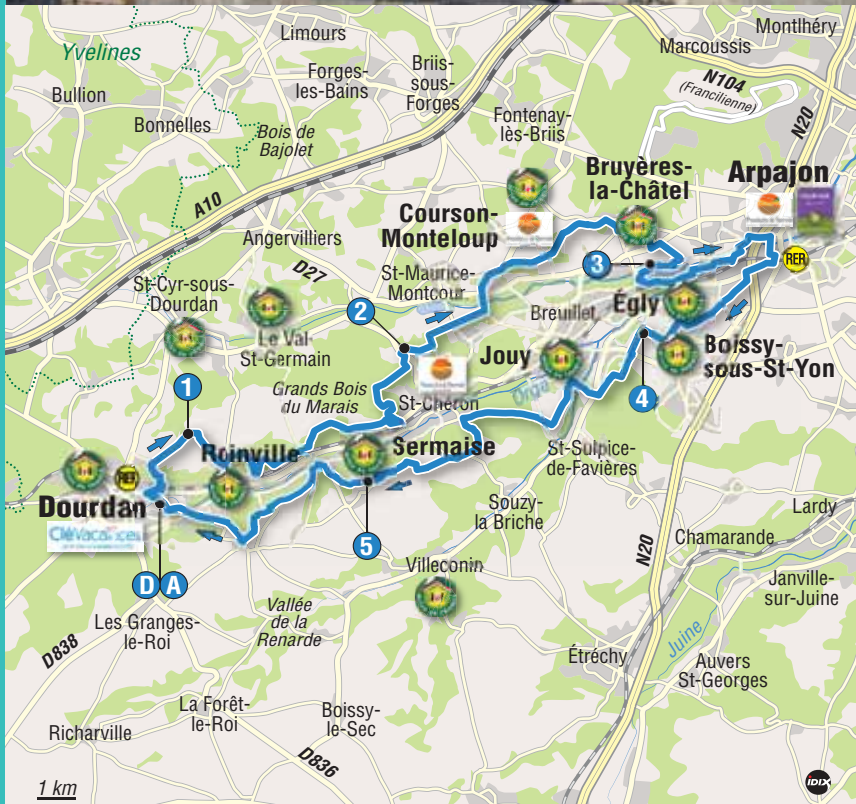 Montlhéry
Limours
Marcoussis
Yvelines
Briis-
sous-
Forges
Forges-
les-Bains
N104
(Francilienne)
Bullion
N20
Fontenay-
lès-Briis
Bonnelles
Bois de
Bajolet
Bruyères-
la-Châtel
Arpajon
A10
Courson-
Monteloup
Angervilliers
D27
St-Maurice-
Montcour.
3
RER
St-Cyr-sous-
Dourdan
2
Breuillet
Égly
Le Val-
St-Germain
Jouy
Boissy-
sous-St-Yon
1
Grands Bois
du Marais
St-Chéron
Orge
4
Roinville
Sermaise
St-Sulpice-
de-Favières
RER
Dourdan
CléVacances
Souzy-
la Briche
Lardy
5
N20
Chamarande
Villeconin
D A
Janville-
sur-Juine
Les Granges-
le-Roi
Vallée
de la
Renarde
Juine
D838
Étréchy
Auvers
St-Georges
La Forêt-
le-Roi
Boissy-
le-Sec
Richarville
D836
1 km
iDIX